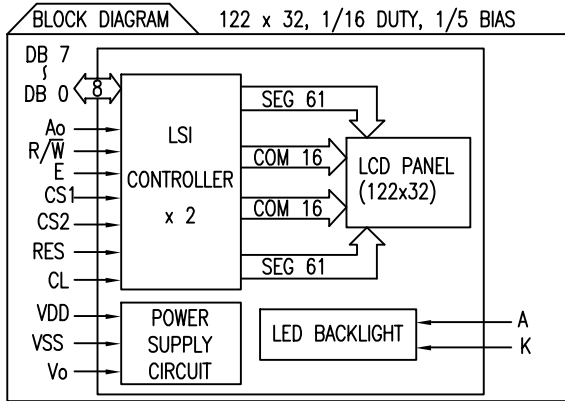 BLOCK DIAGRAM
122 x 32, 1/16 DUTY, 1/5 BIAS
DB 7
DB 0
8
Ao
R/W̅
E
CS1
CS2
RES
CL
VDD
VSS
Vo
LSI
CONTROLLER
x 2
SEG 61
COM 16
COM 16
SEG 61
LCD PANEL
(122x32)
POWER
SUPPLY
CIRCUIT
LED BACKLIGHT
A
K